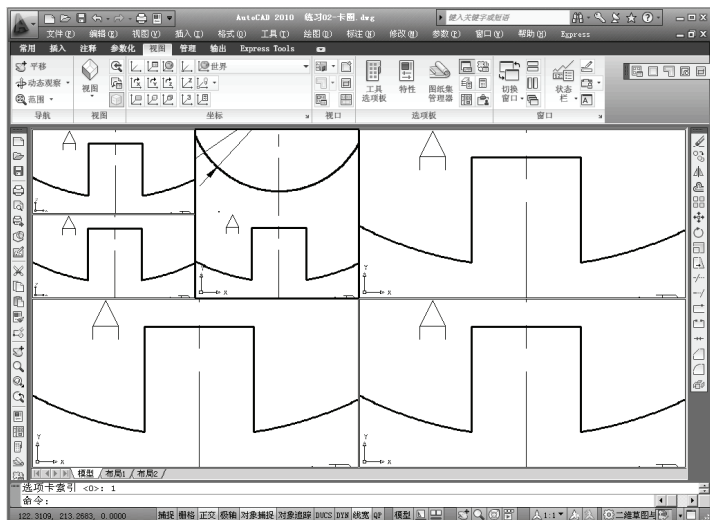 AutoCAD 2010 练习02-卡圈.dwg 键入关键字或短语
文件(F) 编辑(E) 视图(V) 插入(I) 格式(O) 工具(T) 绘图(D) 标注(N) 修改(M) 参数(P) 窗口(W) 帮助(H) Express
常用 插入 注释 参数化 视图 管理 输出 Express Tools
平移
动态观察
范围
视图
世界
工具
选项板
特性
图纸集
管理器
切换
窗口
状态
栏
导航 视图 坐标 视口 选项板 窗口
Y
X
Y
X
Y
X
Y
X
模型 布局1 布局2
选项卡索引 <0>: 1
命令:
122.3109, 213.2683, 0.0000 捕捉 栅格 正交 极轴 对象捕捉 对象追踪 DUCS DYN 线宽 QP 模型 人1:1 二维草图与